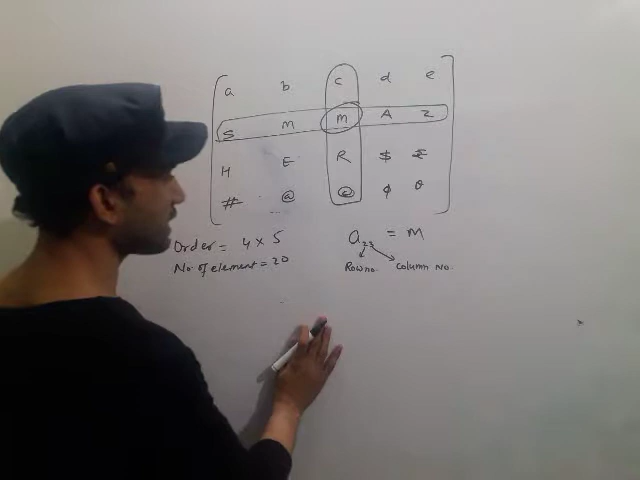 a b c d e
S M M A Z
H E R $ £
# @ @ ϕ θ
Order = 4 x 5
No. of element = 20
a23 = M
Row no. Column No.